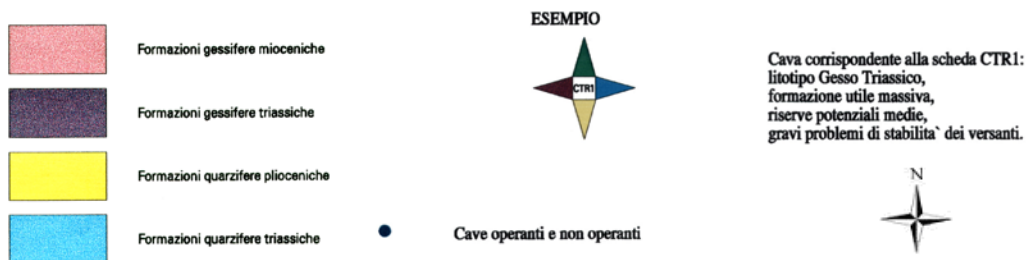 Formazioni gessifere mioceniche
Formazioni gessifere triassiche
Formazioni quarzifere plioceniche
Formazioni quarzifere triassiche
ESEMPIO
CTR1
Cave operanti e non operanti
Cava corrispondente alla scheda CTR1:
litotipo Gesso Triassico,
formazione utile massiva,
riserve potenziali medie,
gravi problemi di stabilita` dei versanti.
N